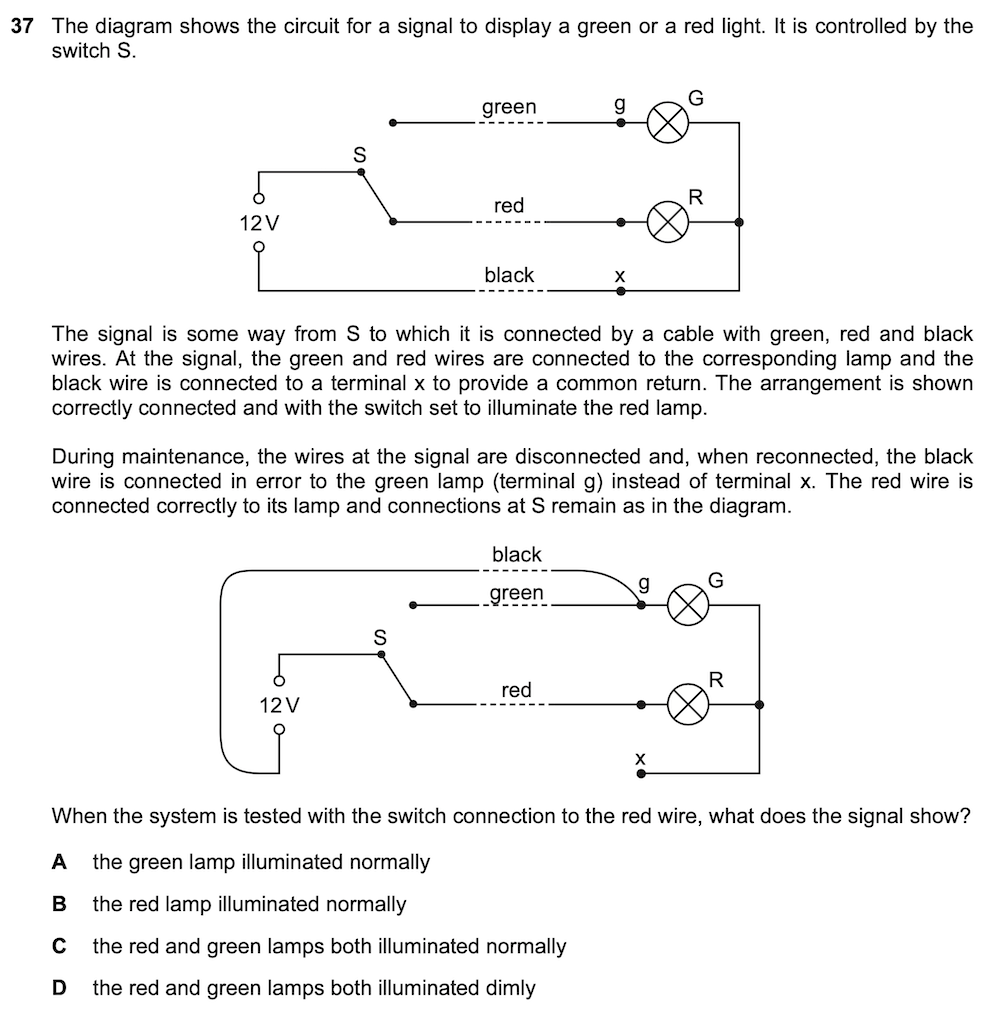 37 The diagram shows the circuit for a signal to display a green or a red light. It is controlled by the
switch S.
green
g
G
S
red
R
12 V
black
x
The signal is some way from S to which it is connected by a cable with green, red and black
wires. At the signal, the green and red wires are connected to the corresponding lamp and the
black wire is connected to a terminal x to provide a common return. The arrangement is shown
correctly connected and with the switch set to illuminate the red lamp.
During maintenance, the wires at the signal are disconnected and, when reconnected, the black
wire is connected in error to the green lamp (terminal g) instead of terminal x. The red wire is
connected correctly to its lamp and connections at S remain as in the diagram.
black
green
g
G
S
red
R
12 V
x
When the system is tested with the switch connection to the red wire, what does the signal show?
A the green lamp illuminated normally
B the red lamp illuminated normally
C the red and green lamps both illuminated normally
D the red and green lamps both illuminated dimly